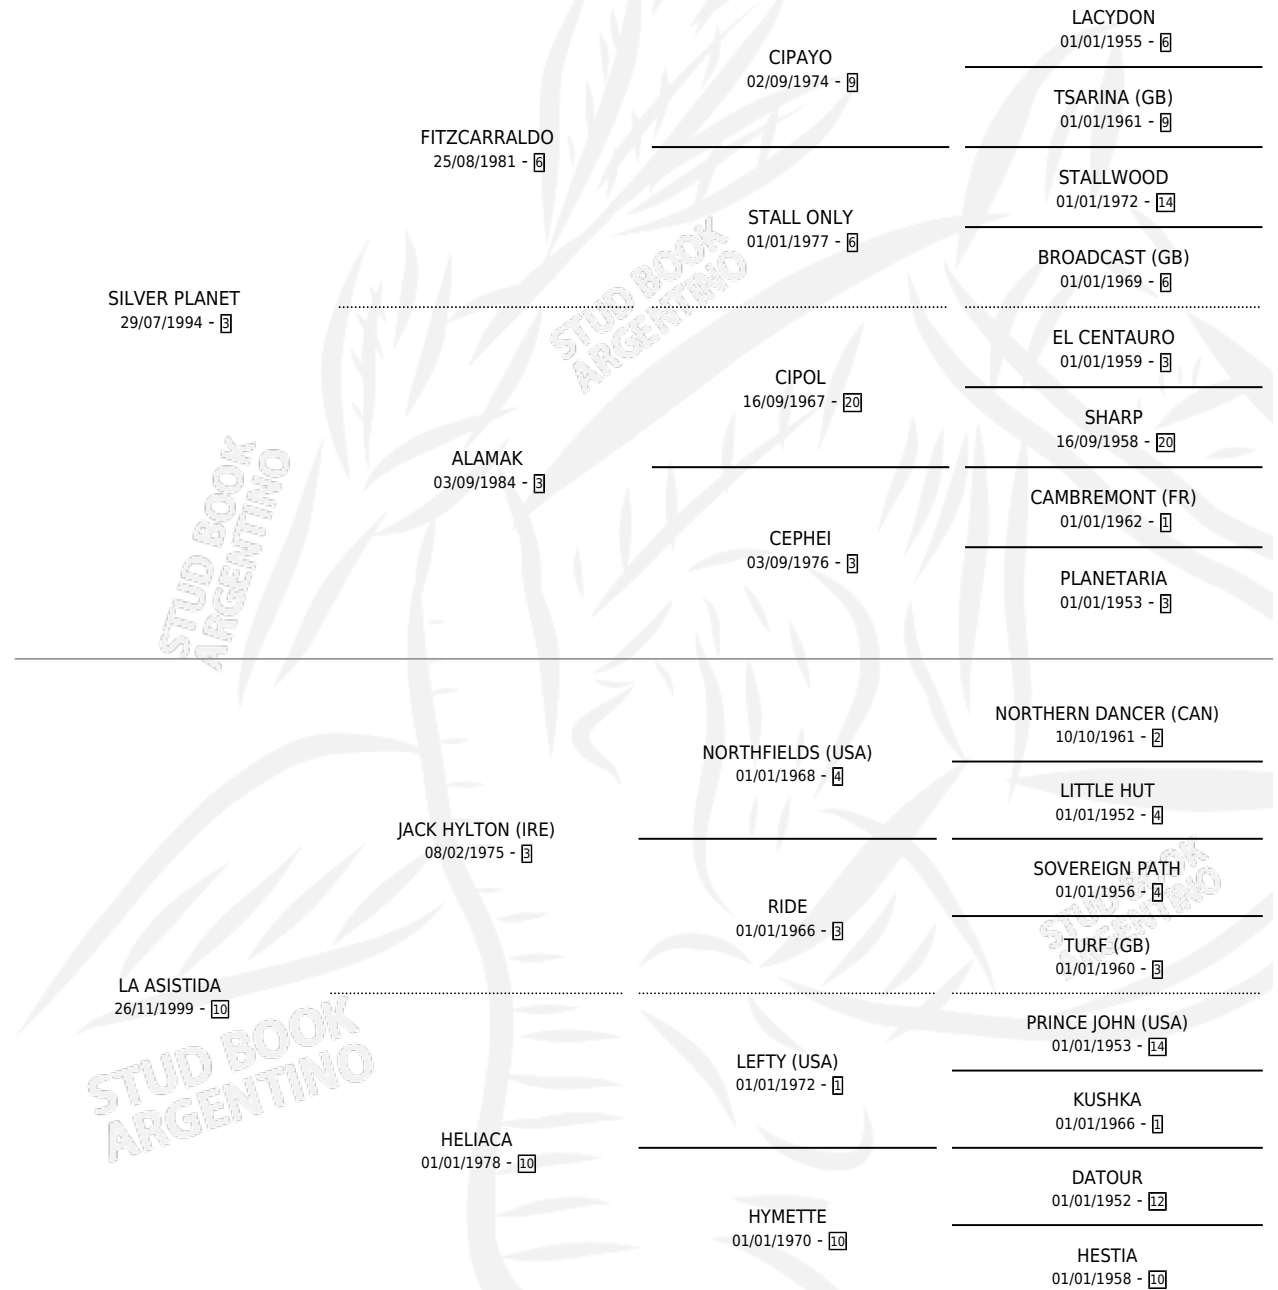 LACYDON
01/01/1955 - 6
CIPAYO
02/09/1974 - 9
TSARINA (GB)
01/01/1961 - 9
FITZCARRALDO
25/08/1981 - 6
STALLWOOD
01/01/1972 - 14
STALL ONLY
01/01/1977 - 6
BROADCAST (GB)
01/01/1969 - 6
SILVER PLANET
29/07/1994 - 3
EL CENTAURO
01/01/1959 - 3
CIPOL
16/09/1967 - 20
SHARP
16/09/1958 - 20
ALAMAK
03/09/1984 - 3
CAMBREMONT (FR)
01/01/1962 - 1
CEPHEI
03/09/1976 - 3
PLANETARIA
01/01/1953 - 3
NORTHERN DANCER (CAN)
10/10/1961 - 2
NORTHFIELDS (USA)
01/01/1968 - 4
LITTLE HUT
01/01/1952 - 4
JACK HYLTON (IRE)
08/02/1975 - 3
SOVEREIGN PATH
01/01/1956 - 4
RIDE
01/01/1966 - 3
TURF (GB)
01/01/1960 - 3
LA ASISTIDA
26/11/1999 - 10
PRINCE JOHN (USA)
01/01/1953 - 14
LEFTY (USA)
01/01/1972 - 1
KUSHKA
01/01/1966 - 1
HELIACA
01/01/1978 - 10
DATOUR
01/01/1952 - 12
HYMETTE
01/01/1970 - 10
HESTIA
01/01/1958 - 10
STUD BOOK
ARGENTINO
STUD BOOK
ARGENTINO
STUD BOOK
ARGENTINO
STUD BOOK
ARGENTINO